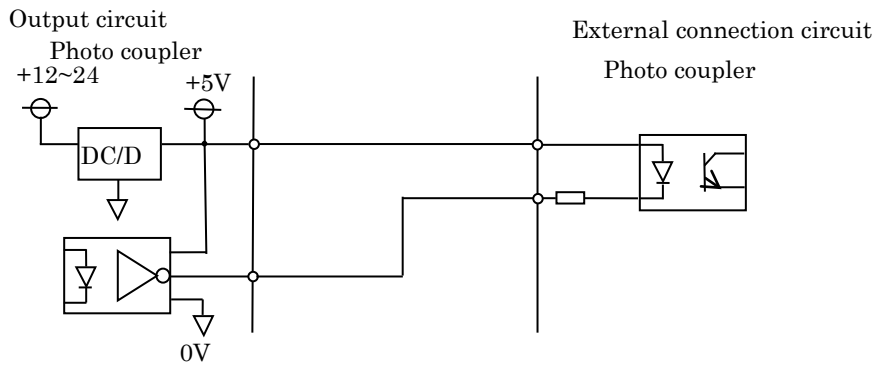 Output circuit
Photo coupler
+12~24
+5V
DC/D
0V
External connection circuit
Photo coupler